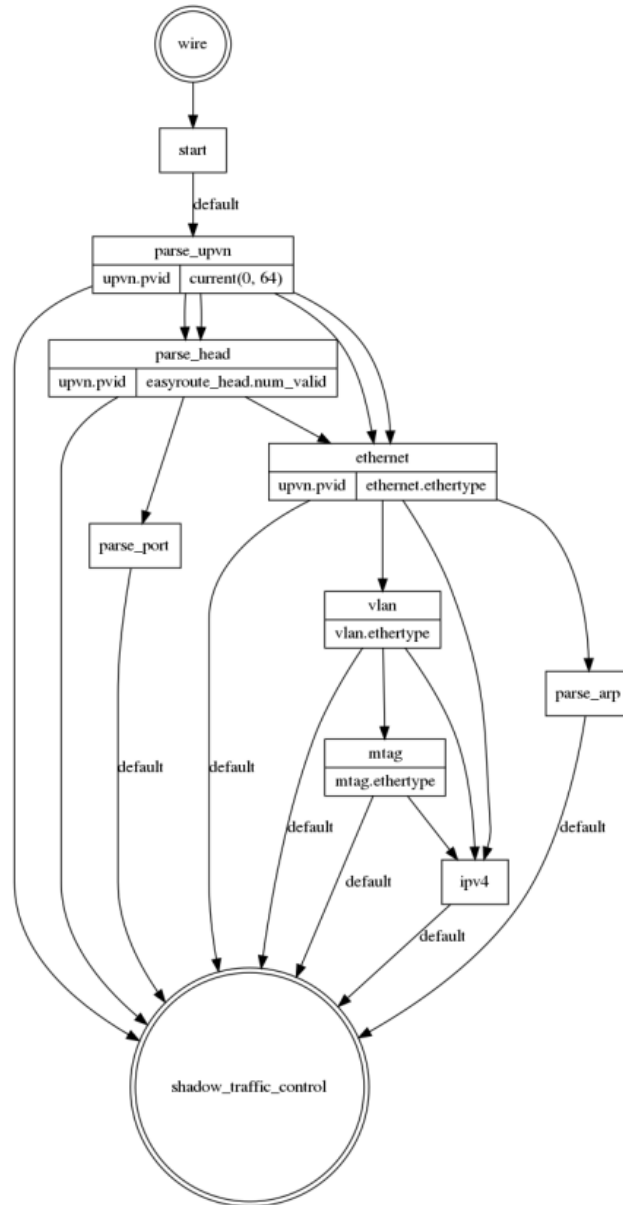 wire
start
default
parse_upvn
upvn.pvid current(0, 64)
parse_head
upvn.pvid easyroute_head.num_valid
ethernet
upvn.pvid ethernet.ethertype
parse_port
vlan
vlan.ethertype
parse_arp
mtag
mtag.ethertype
default
default
default
default
default
ipv4
default
shadow_traffic_control